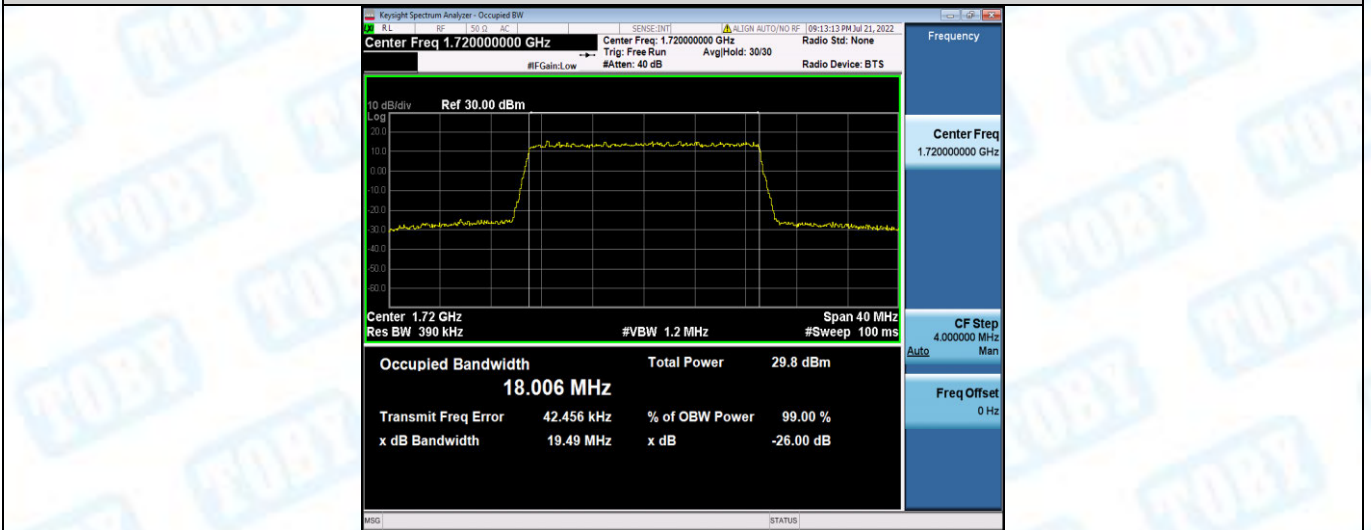 Keysight Spectrum Analyzer - Occupied BW
RL RF 50 Ω AC SENSE:INT ALIGN AUTO/NO RF 09:13:13 PM Jul 21, 2022
Center Freq 1.720000000 GHz Center Freq: 1.720000000 GHz Radio Std: None
Trig: Free Run Avg|Hold: 30/30
#IFGain:Low #Atten: 40 dB Radio Device: BTS
10 dB/div Ref 30.00 dBm
Log
20.0
10.0
0.00
-10.0
-20.0
-30.0
-40.0
-50.0
-60.0
Center 1.72 GHz Span 40 MHz
Res BW 390 kHz #VBW 1.2 MHz #Sweep 100 ms
Occupied Bandwidth Total Power 29.8 dBm
18.006 MHz
Transmit Freq Error 42.456 kHz % of OBW Power 99.00 %
x dB Bandwidth 19.49 MHz x dB -26.00 dB
MSG STATUS
Frequency
Center Freq
1.720000000 GHz
CF Step
4.000000 MHz
Auto Man
Freq Offset
0 Hz
TOBY
TOBY
TOBY
TOBY
TOBY
TOBY
TOBY
TOBY